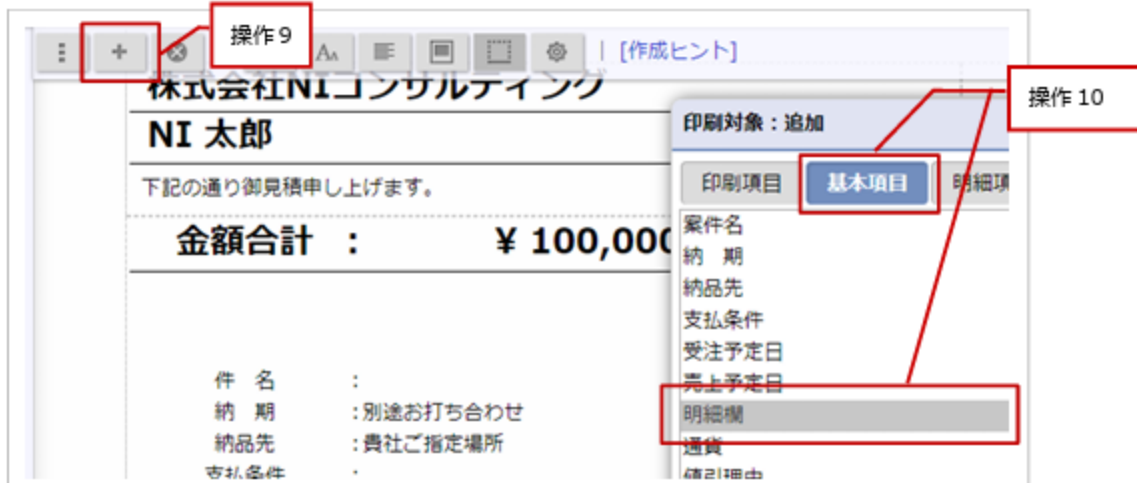 操作9
[作成ヒント]
株式会社NIコンサルティング
操作10
印刷対象:追加
NI 太郎
印刷項目 基本項目 明細項
下記の通り御見積申し上げます。
案件名
金額合計 : ¥ 100,000
納 期
納品先
支払条件
受注予定日
売上予定日
件 名 :
明細欄
納 期 :別途お打ち合わせ
納品先 :貴社ご指定場所
通貨
支払条件 :
値引理由